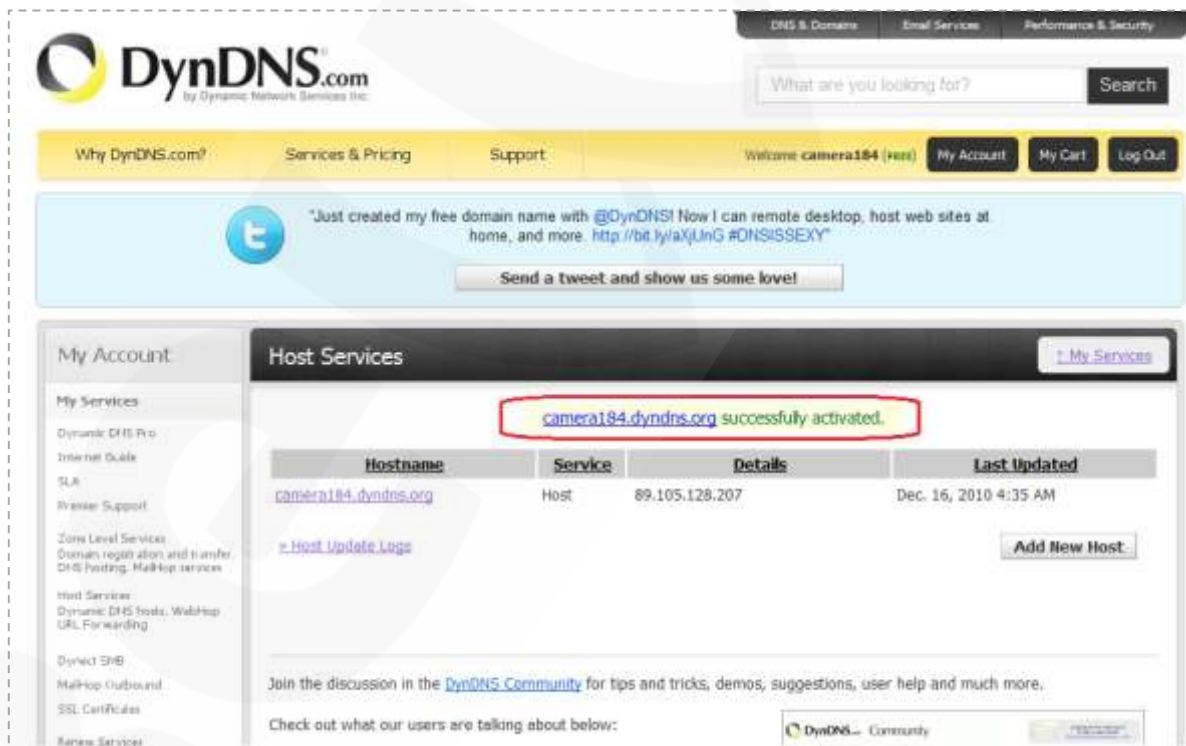 DNS & Domains Email Services Performance & Security
DynDNS.com
by Dynamic Network Services Inc.
What are you looking for? Search
Why DynDNS.com? Services & Pricing Support Welcome camera184 (FREE) My Account My Cart Log Out
"Just created my free domain name with @DynDNS! Now I can remote desktop, host web sites at
home, and more. http://bit.ly/aXjUnG #DNSISSEXY"
Send a tweet and show us some love!
My Account
Host Services
↑ My Services
My Services
Dynamic DNS Pro
Internet Guide
SLA
Premier Support
Zone Level Services
Domain registration and transfer,
DNS hosting, MailHop services
Host Services
Dynamic DNS hosts, WebHop
URL Forwarding
Dynect SMB
MailHop Outbound
SSL Certificates
Renew Services
camera184.dyndns.org successfully activated.
Hostname Service Details Last Updated
camera184.dyndns.org Host 89.105.128.207 Dec. 16, 2010 4:35 AM
» Host Update Logs
Add New Host
Join the discussion in the DynDNS Community for tips and tricks, demos, suggestions, user help and much more.
Check out what our users are talking about below:
DynDNS Community